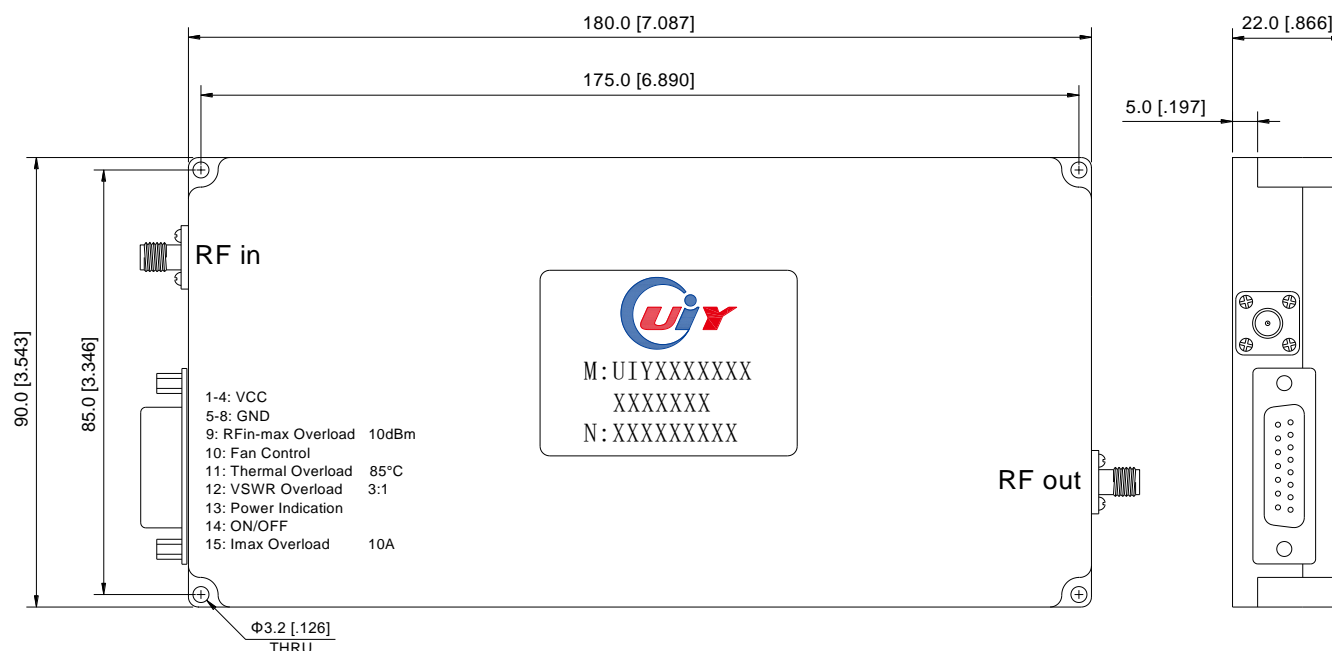 180.0 [7.087]
22.0 [.866]
175.0 [6.890]
5.0 [.197]
90.0 [3.543]
85.0 [3.346]
RF in
UiY
M:UIYXXXXXXX
XXXXXXX
N:XXXXXXXXX
1-4: VCC
5-8: GND
9: RFin-max Overload 10dBm
10: Fan Control
11: Thermal Overload 85°C
12: VSWR Overload 3:1
13: Power Indication
14: ON/OFF
15: Imax Overload 10A
RF out
Φ3.2 [.126]
THRU